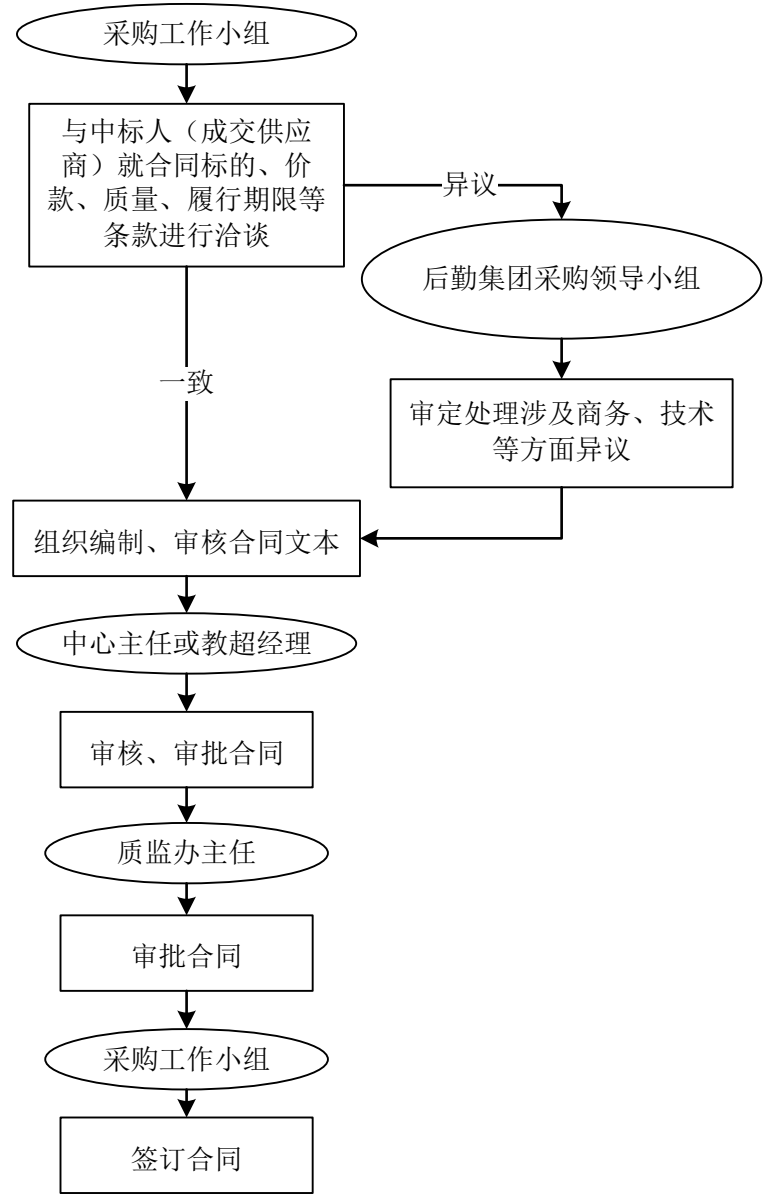 采购工作小组
与中标人（成交供应
商）就合同标的、价
款、质量、履行期限等
条款进行洽谈
异议
后勤集团采购领导小组
一致
审定处理涉及商务、技术
等方面异议
组织编制、审核合同文本
中心主任或教超经理
审核、审批合同
质监办主任
审批合同
采购工作小组
签订合同